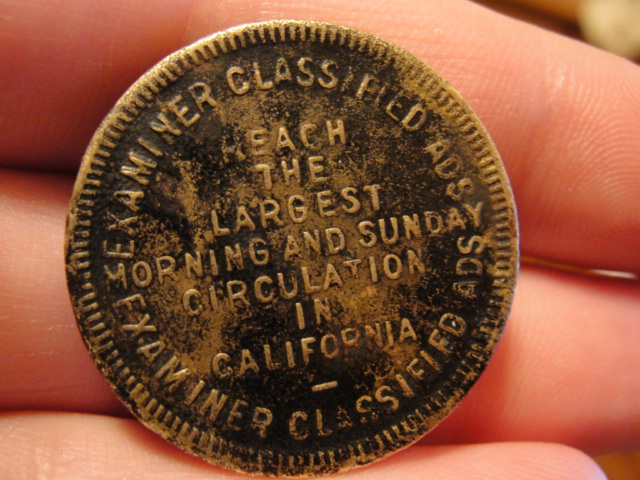 EXAMINER CLASSIFIED ADS
REACH
THE
LARGEST
MORNING AND SUNDAY
CIRCULATION
IN
CALIFORNIA
—
EXAMINER CLASSIFIED ADS